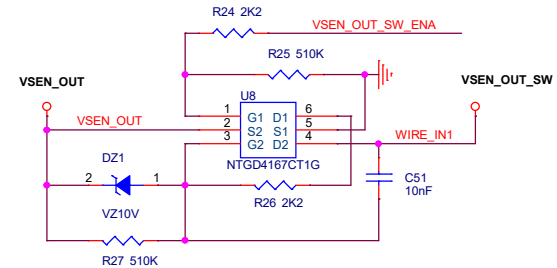 R24 2K2
VSEN_OUT_SW_ENA
R25 510K
VSEN_OUT
VSEN_OUT_SW
U8
1 G1 D1 6
2 S2 S1 5
3 G2 D2 4
VSEN_OUT
WIRE_IN1
NTGD4167CT1G
DZ1
2 1
VZ10V
R26 2K2
C51
10nF
R27 510K